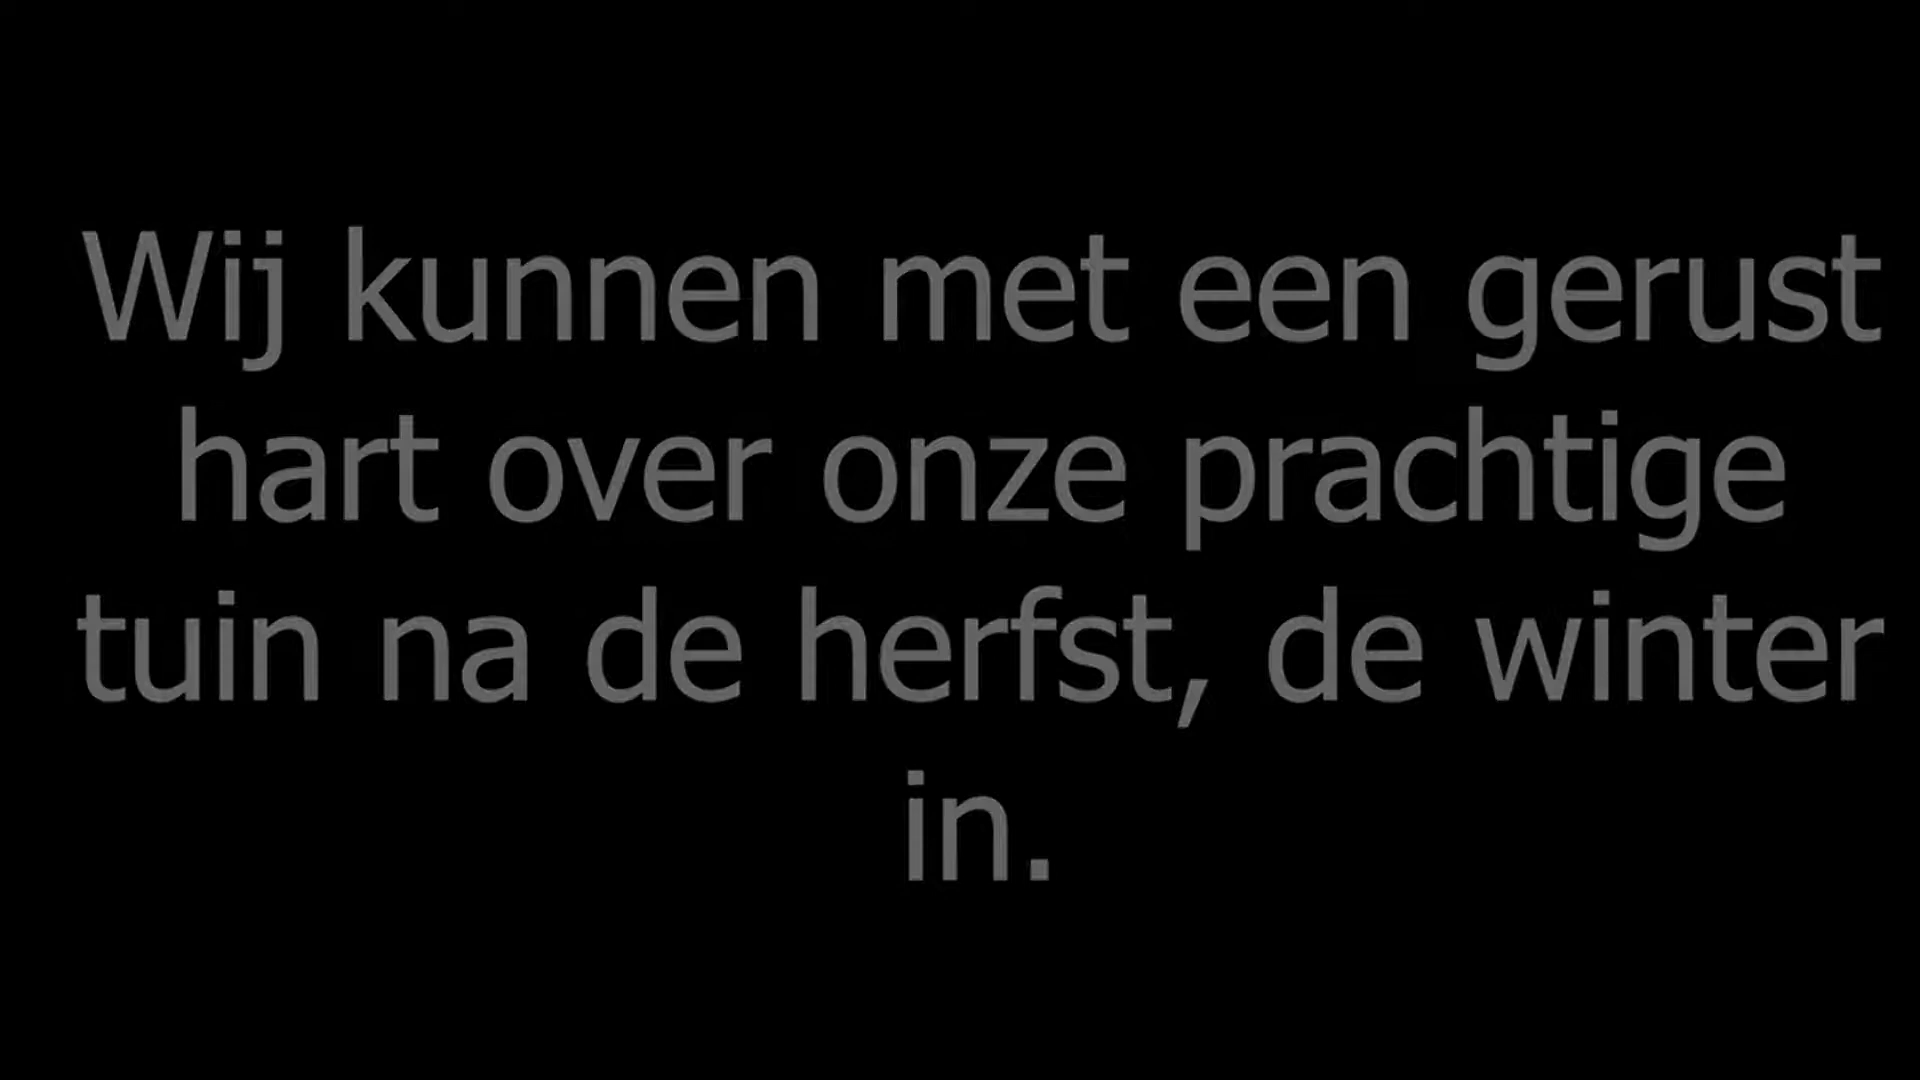 Wij kunnen met een gerust
hart over onze prachtige
tuin na de herfst, de winter
in.